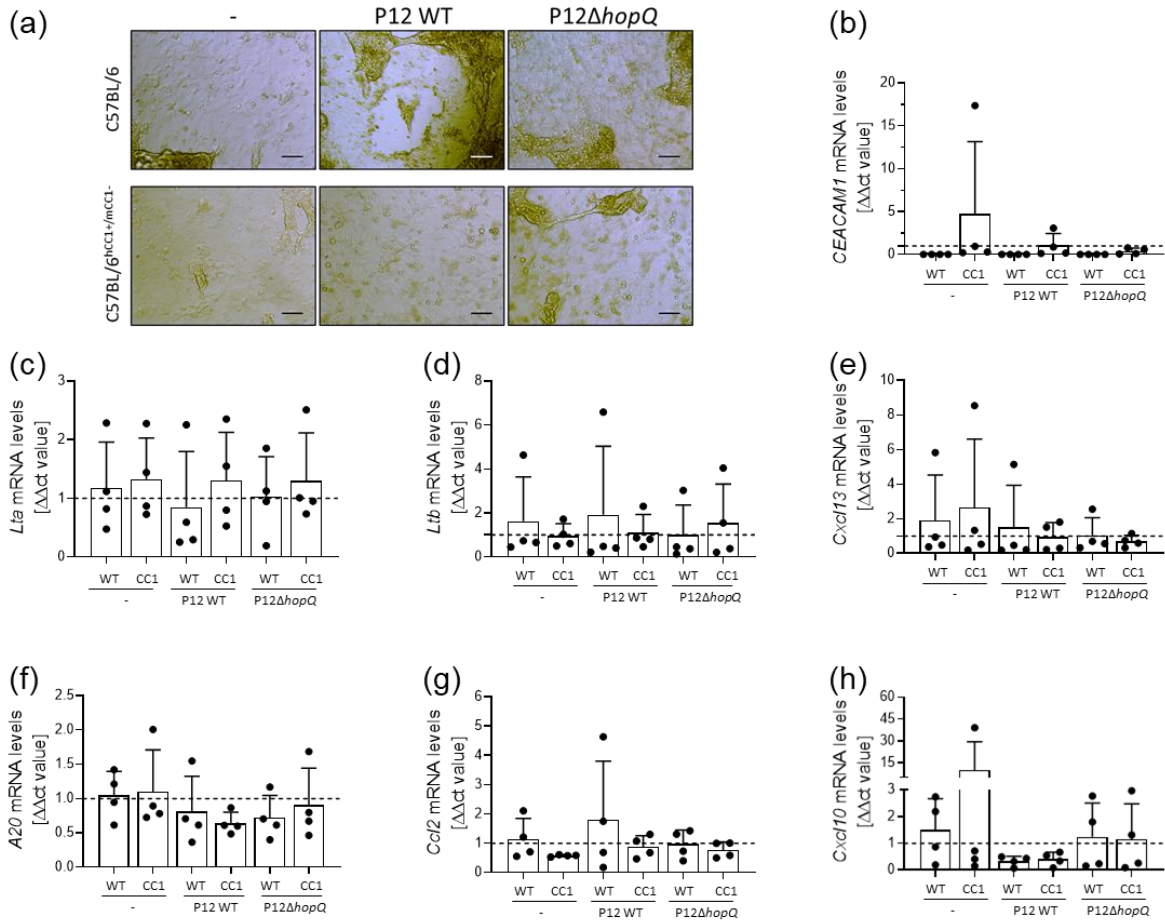 (a)
-
P12 WT
P12ΔhopQ
C57BL/6
C57BL/6hCC1+/mCC1-
(b)
CEACAM1 mRNA levels
[ΔΔct value]
20
15
10
5
0
WT CC1 WT CC1 WT CC1
- P12 WT P12ΔhopQ
(c)
Lta mRNA levels
[ΔΔct value]
3
2
1
0
WT CC1 WT CC1 WT CC1
- P12 WT P12ΔhopQ
(d)
Ltb mRNA levels
[ΔΔct value]
8
6
4
2
0
WT CC1 WT CC1 WT CC1
- P12 WT P12ΔhopQ
(e)
Cxcl13 mRNA levels
[ΔΔct value]
10
8
6
4
2
0
WT CC1 WT CC1 WT CC1
- P12 WT P12ΔhopQ
(f)
A20 mRNA levels
[ΔΔct value]
2.5
2.0
1.5
1.0
0.5
0.0
WT CC1 WT CC1 WT CC1
- P12 WT P12ΔhopQ
(g)
Ccl2 mRNA levels
[ΔΔct value]
6
5
4
3
2
1
0
WT CC1 WT CC1 WT CC1
- P12 WT P12ΔhopQ
(h)
Cxcl10 mRNA levels
[ΔΔct value]
60
45
30
15
3
2
1
0
WT CC1 WT CC1 WT CC1
- P12 WT P12ΔhopQ